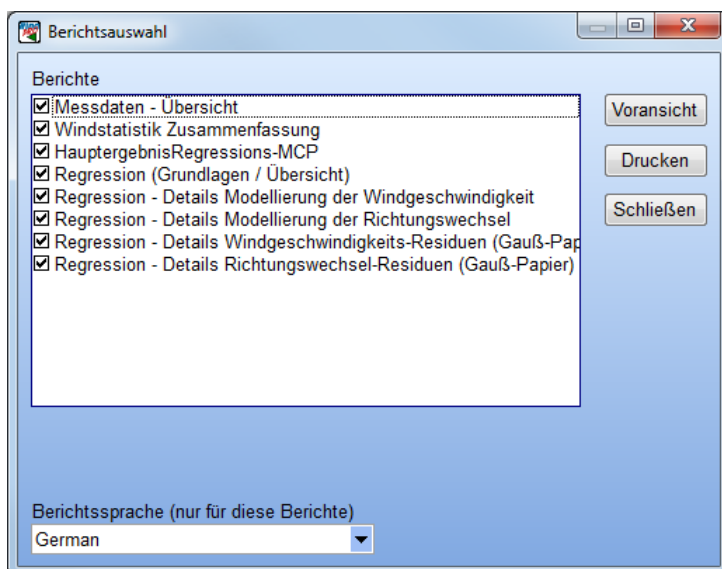 Berichtsauswahl
Berichte
Messdaten - Übersicht
Windstatistik Zusammenfassung
HauptergebnisRegressions-MCP
Regression (Grundlagen / Übersicht)
Regression - Details Modellierung der Windgeschwindigkeit
Regression - Details Modellierung der Richtungswechsel
Regression - Details Windgeschwindigkeits-Residuen (Gauß-Pap
Regression - Details Richtungswechsel-Residuen (Gauß-Papier)
Voransicht
Drucken
Schließen
Berichtssprache (nur für diese Berichte)
German